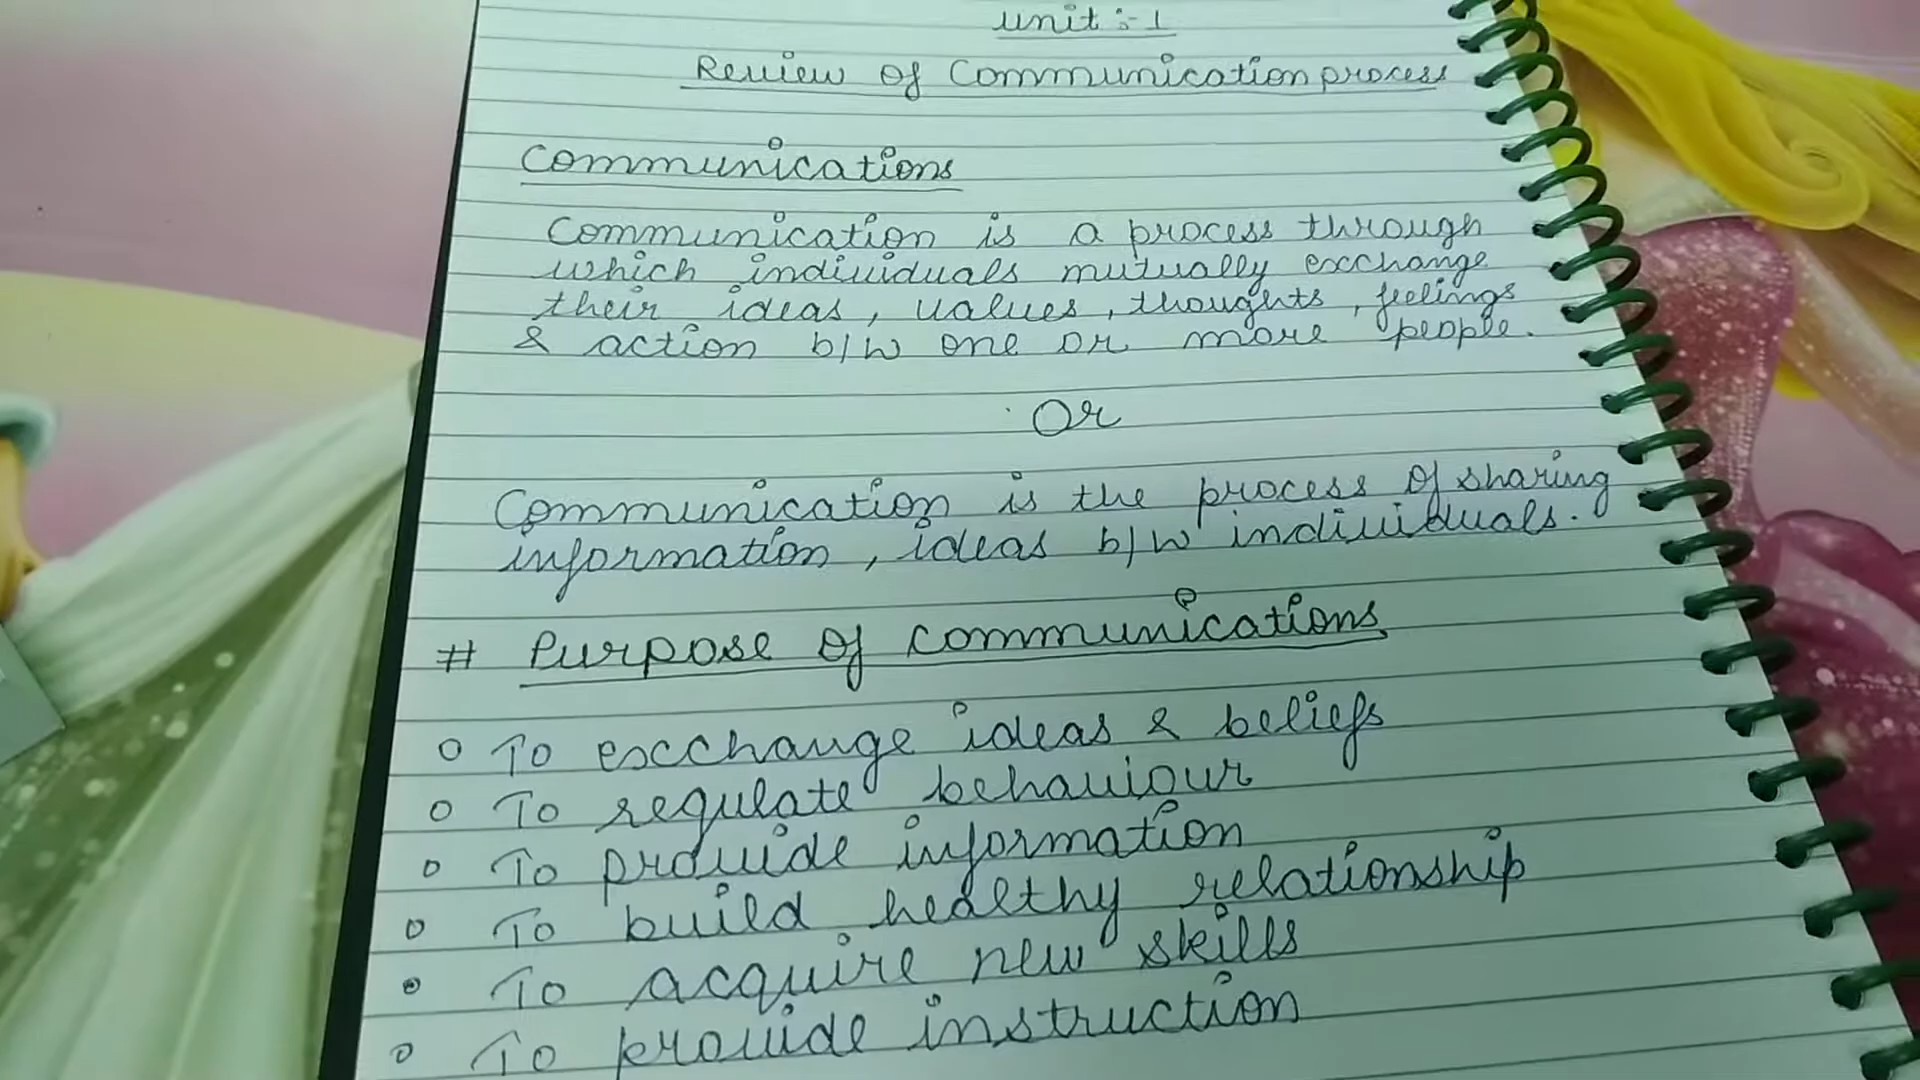 unit :- 1
Review of Communication process
Communications
Communication is a process through
which individuals mutually exchange
their ideas, values, thoughts, feelings
& action b/w one or more people.
Or
Communication is the process of sharing
information, ideas b/w individuals.
# Purpose of communications
o To exchange ideas & beliefs
o To regulate behaviour
o To provide information
o To build healthy relationship
o To acquire new skills
o To provide instruction